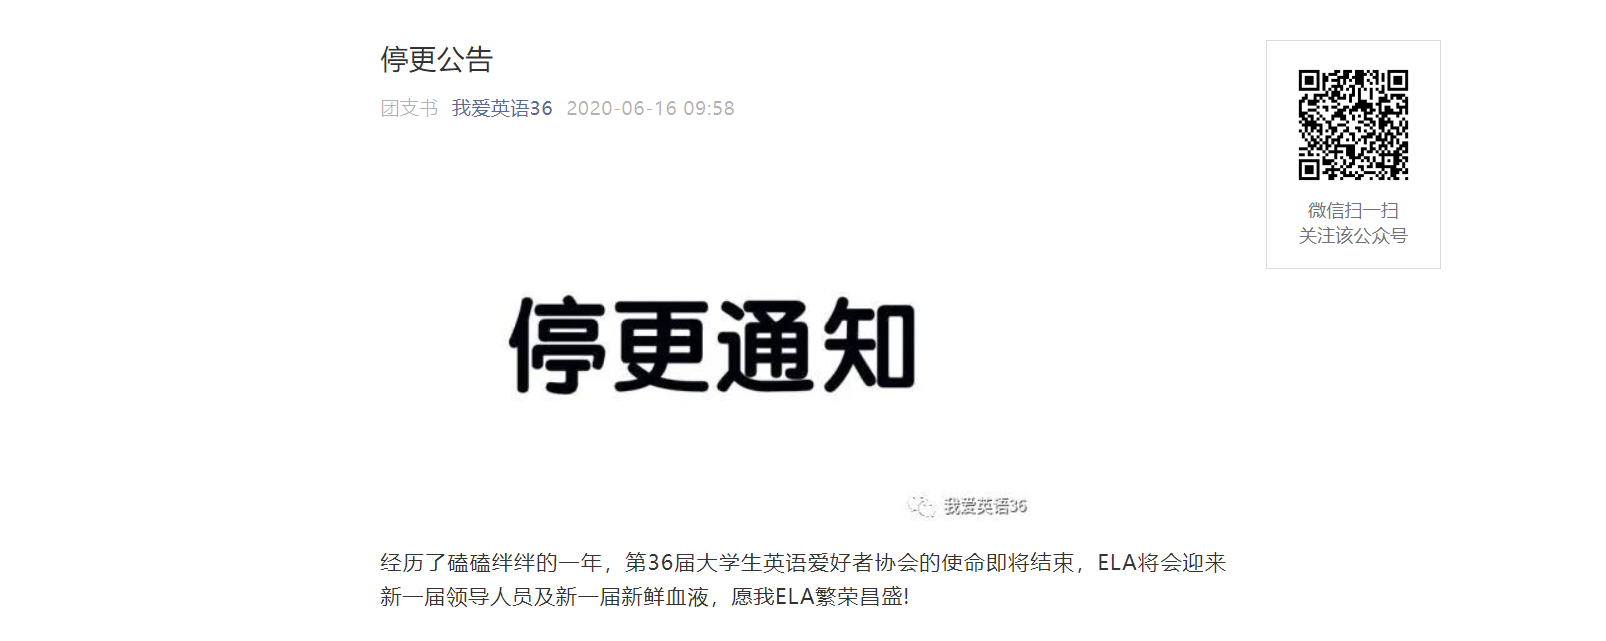 停更公告
团支书 我爱英语36 2020-06-16 09:58
微信扫一扫
关注该公众号
停更通知
我爱英语36
经历了磕磕绊绊的一年，第36届大学生英语爱好者协会的使命即将结束，ELA将会迎来
新一届领导人员及新一届新鲜血液，愿我ELA繁荣昌盛!